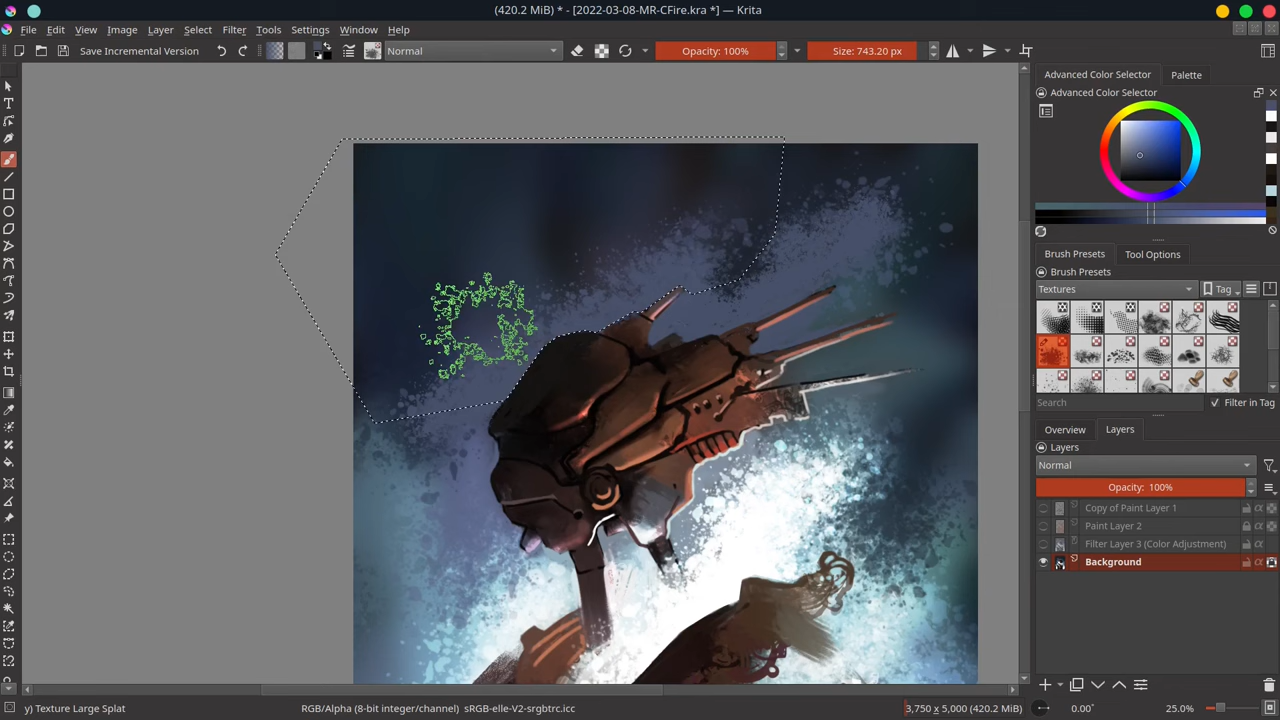 (420.2 MiB) * - [2022-03-08-MR-CFire.kra *] — Krita
File Edit View Image Layer Select Filter Tools Settings Window Help
Save Incremental Version Normal Opacity: 100% Size: 743.20 px
Advanced Color Selector Palette
Advanced Color Selector
Brush Presets Tool Options
Brush Presets
Textures Tag
Search Filter in Tag
Overview Layers
Layers
Normal
Opacity: 100%
Copy of Paint Layer 1
Paint Layer 2
Filter Layer 3 (Color Adjustment)
Background
y) Texture Large Splat RGB/Alpha (8-bit integer/channel) sRGB-elle-V2-srgbtrc.icc 3,750 x 5,000 (420.2 MiB) 0.00° 25.0%